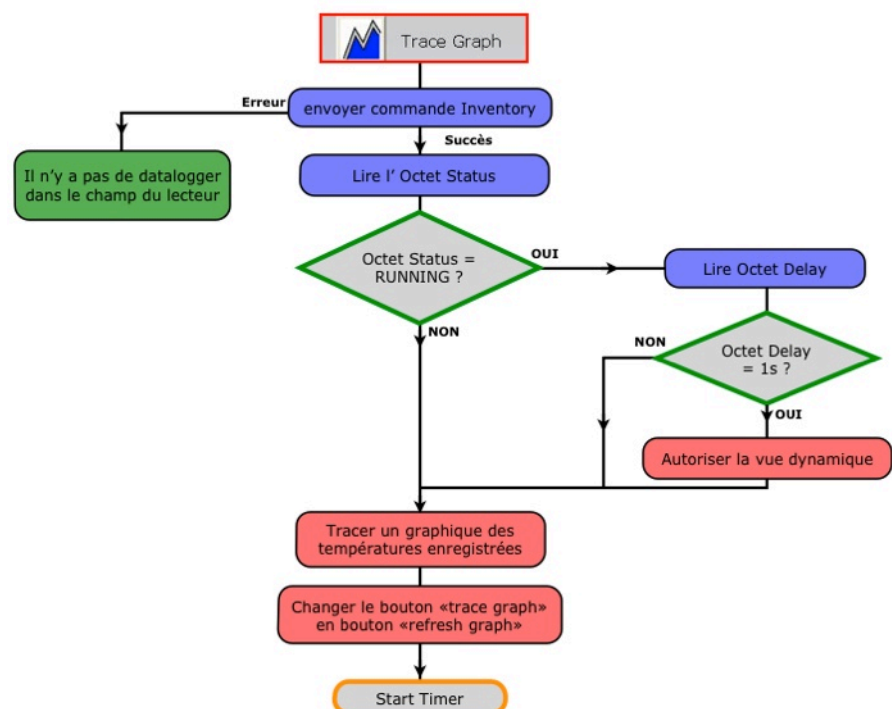 Trace Graph
Erreur
envoyer commande Inventory
Succès
Il n'y a pas de datalogger
dans le champ du lecteur
Lire l' Octet Status
Octet Status =
RUNNING ?
OUI
Lire Octet Delay
NON
NON
Octet Delay
= 1s ?
OUI
Autoriser la vue dynamique
Tracer un graphique des
températures enregistrées
Changer le bouton «trace graph»
en bouton «refresh graph»
Start Timer